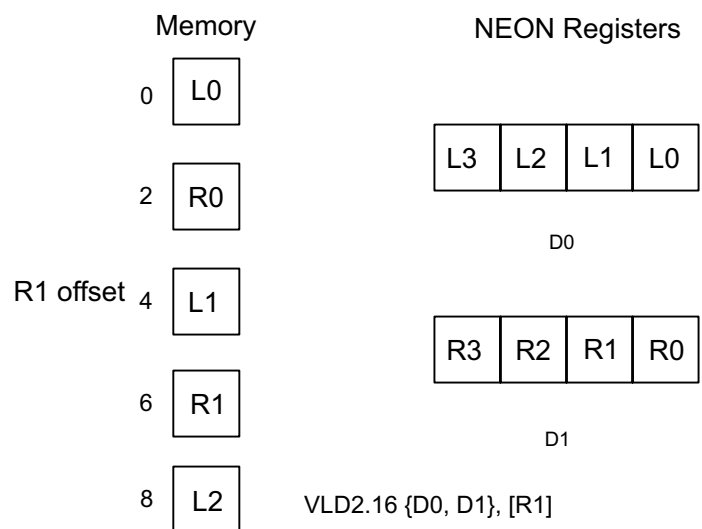 Memory
NEON Registers
0 L0
L3 L2 L1 L0
2 R0
D0
R1 offset 4 L1
R3 R2 R1 R0
6 R1
D1
8 L2
VLD2.16 {D0, D1}, [R1]